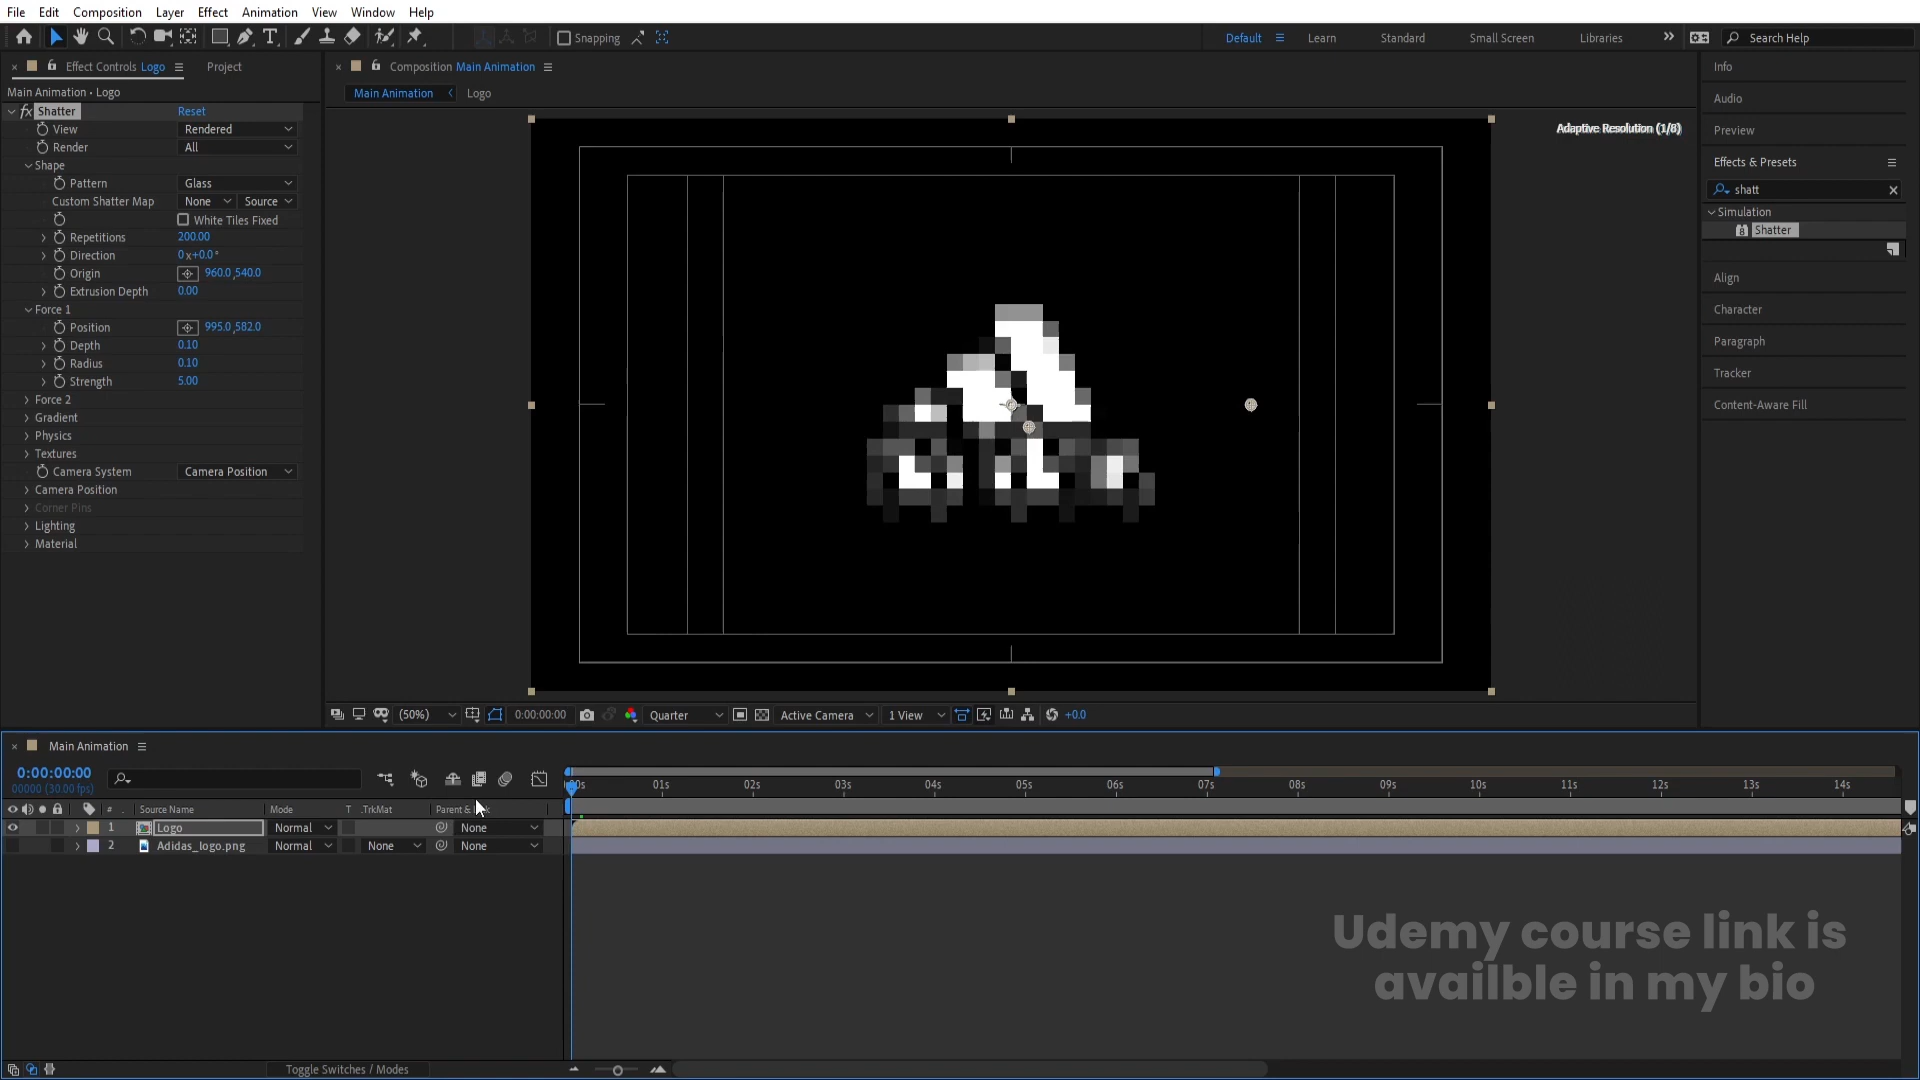 File Edit Composition Layer Effect Animation View Window Help
Snapping Default Learn Standard Small Screen Libraries Search Help
Effect Controls Logo Project
Main Animation • Logo
fx Shatter Reset
View Rendered
Render All
Shape
Pattern Glass
Custom Shatter Map None Source
White Tiles Fixed
Repetitions 200.00
Direction 0x+0.0°
Origin 960.0,540.0
Extrusion Depth 0.00
Force 1
Position 995.0,582.0
Depth 0.10
Radius 0.10
Strength 5.00
Force 2
Gradient
Physics
Textures
Camera System Camera Position
Camera Position
Corner Pins
Lighting
Material
Composition Main Animation
Main Animation Logo
Adaptive Resolution (1/8)
(50%) 0:00:00:00 Quarter Active Camera 1 View +0.0
Info
Audio
Preview
Effects & Presets
shatt
Simulation
Shatter
Align
Character
Paragraph
Tracker
Content-Aware Fill
Main Animation
0:00:00:00
00000 (30.00 fps)
01s 02s 03s 04s 05s 06s 07s 08s 09s 10s 11s 12s 13s 14s
# Source Name Mode T .TrkMat Parent &
1 Logo Normal None
2 Adidas_logo.png Normal None None
Udemy course link is
availble in my bio
Toggle Switches / Modes